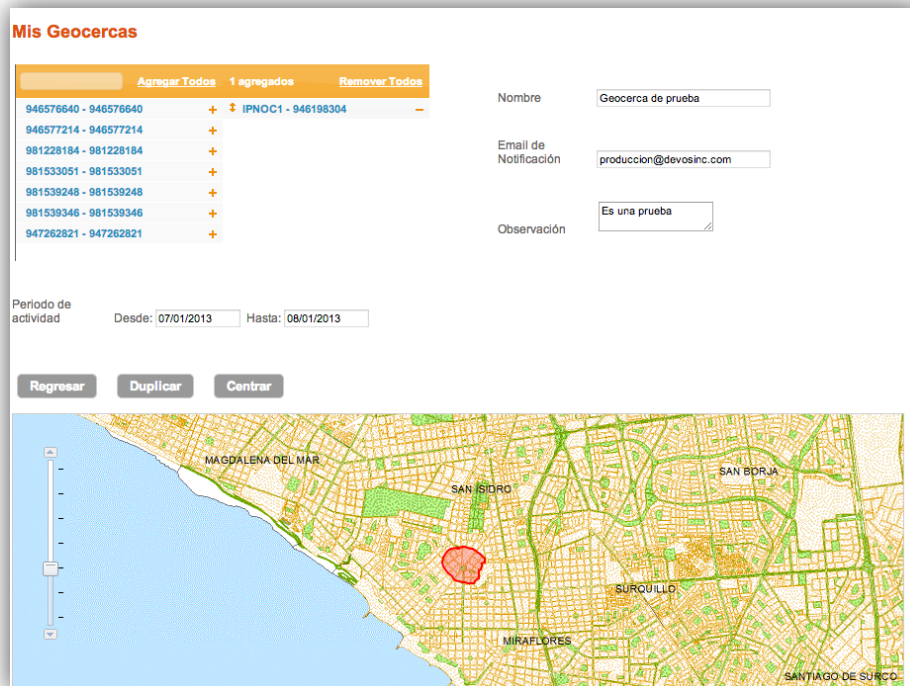 Mis Geocercas
Agregar Todos 1 agregados Remover Todos
946576640 - 946576640 + IPNOC1 - 946198304 −
946577214 - 946577214 +
981228184 - 981228184 +
981533051 - 981533051 +
981539248 - 981539248 +
981539346 - 981539346 +
947262821 - 947262821 +
Nombre Geocerca de prueba
Email de
Notificación produccion@devosinc.com
Observación Es una prueba
Periodo de
actividad Desde: 07/01/2013 Hasta: 08/01/2013
Regresar Duplicar Centrar
MAGDALENA DEL MAR
SAN BORJA
SAN ISIDRO
SURQUILLO
MIRAFLORES
SANTIAGO DE SURCO